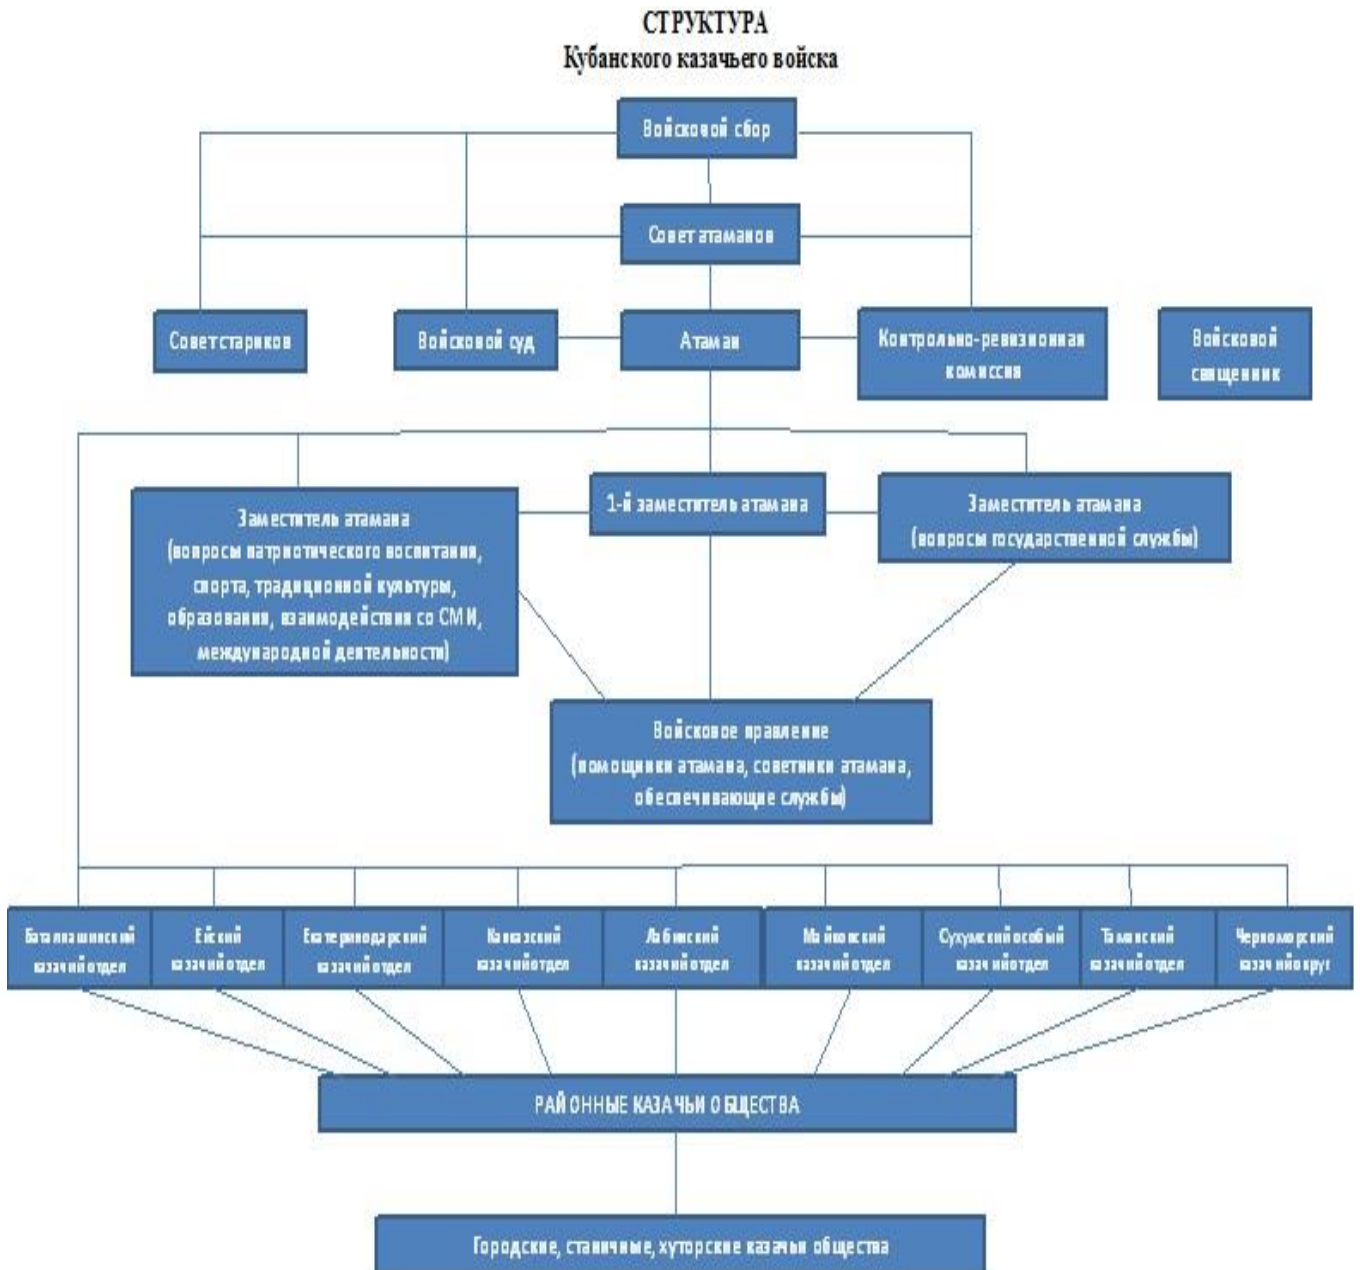 СТРУКТУРА
Кубанского казачьего войска
Войсковой сбор
Совет атаманов
Совет стариков
Войсковой суд
Атаман
Контрольно-ревизионная
комиссия
Войсковой
священник
Заместитель атамана
(вопросы патриотического воспитания,
спорта, традиционной культуры,
образования, взаимодействия со СМИ,
международной деятельности)
1-й заместитель атамана
Заместитель атамана
(вопросы государственной службы)
Войсковое правление
(помощники атамана, советники атамана,
обеспечивающие службы)
Баталпашинский
казачий отдел
Ейский
казачий отдел
Екатеринодарский
казачий отдел
Кавказский
казачий отдел
Лабинский
казачий отдел
Майкопский
казачий отдел
Сухумский особый
казачий отдел
Таманский
казачий отдел
Черноморский
казачий округ
РАЙОННЫЕ КАЗАЧЬИ ОБЩЕСТВА
Городские, станичные, хуторские казачьи общества